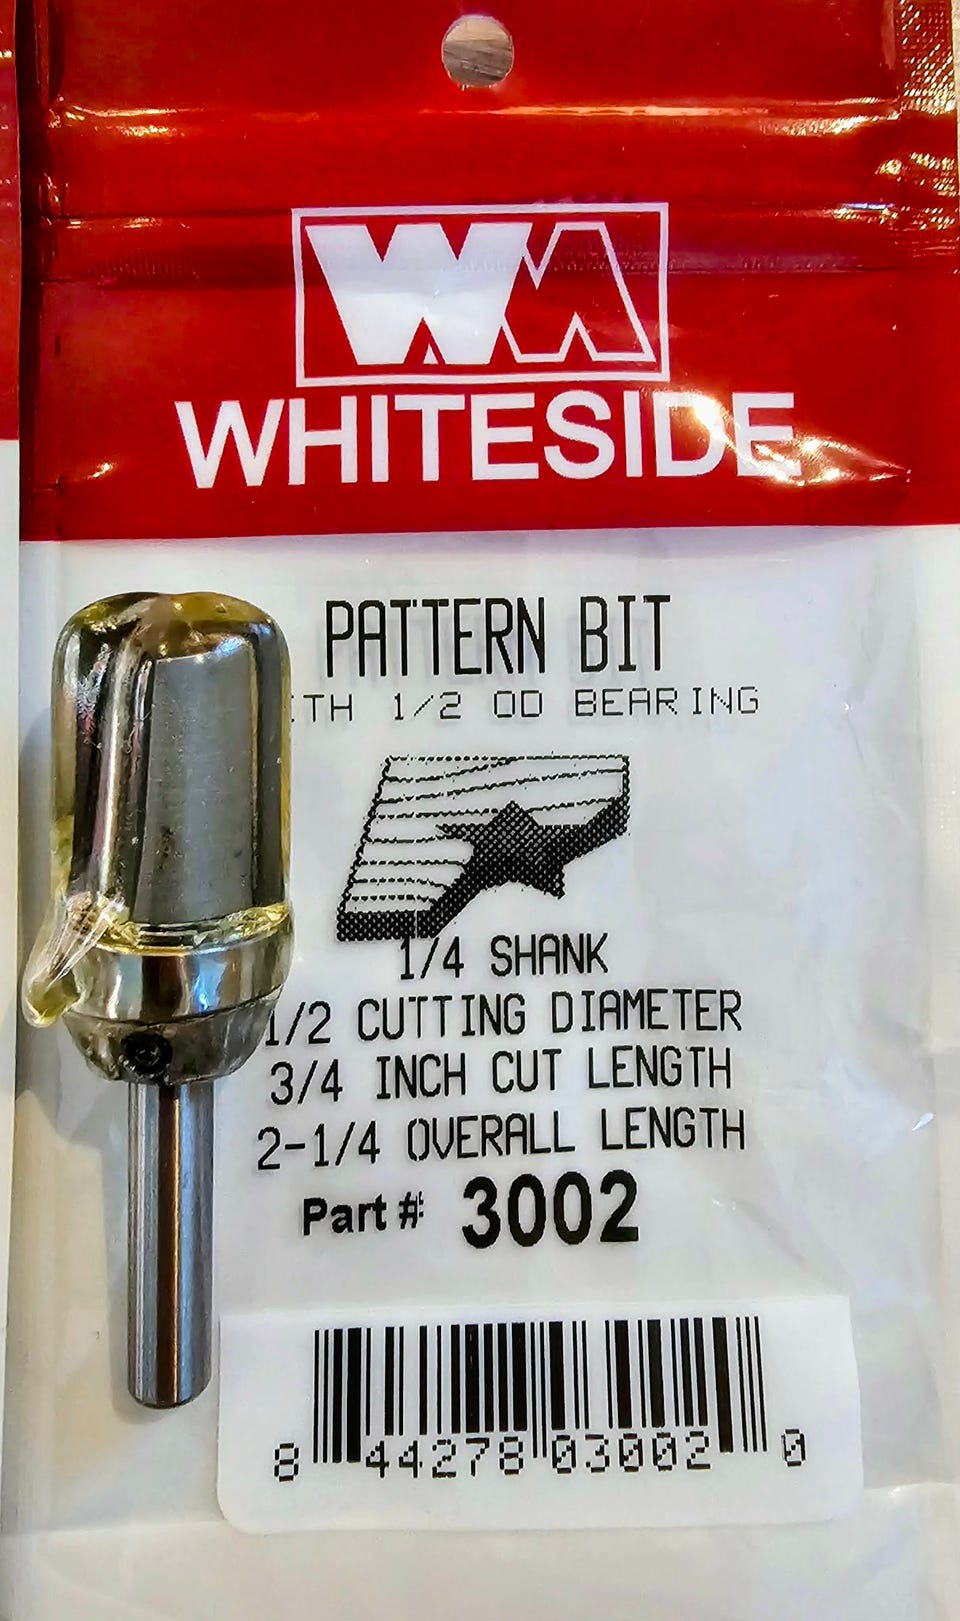 WM
WHITESIDE
PATTERN BIT
1/2 OD BEARING
1/4 SHANK
1/2 CUTTING DIAMETER
3/4 INCH CUT LENGTH
2-1/4 OVERALL LENGTH
Part # 3002
8 44278 03002 0